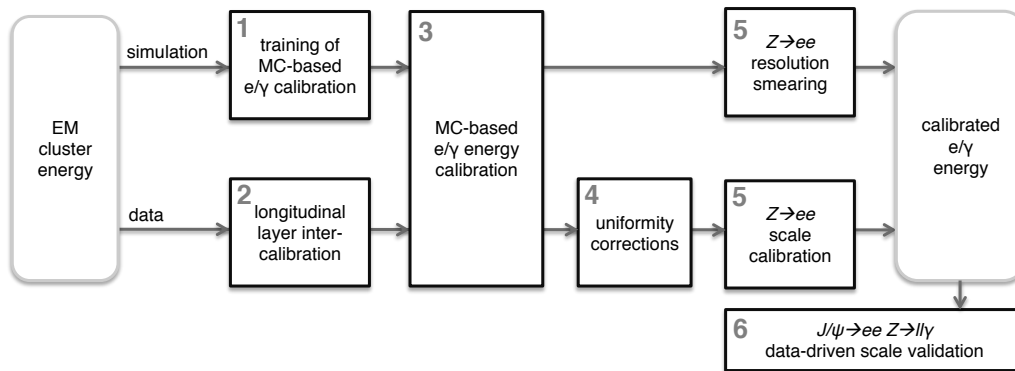 EM
cluster
energy
simulation
data
1
training of
MC-based
e/γ calibration
2
longitudinal
layer inter-
calibration
3
MC-based
e/γ energy
calibration
4
uniformity
corrections
5
Z→ee
resolution
smearing
5
Z→ee
scale
calibration
calibrated
e/γ
energy
6
J/ψ→ee Z→llγ
data-driven scale validation